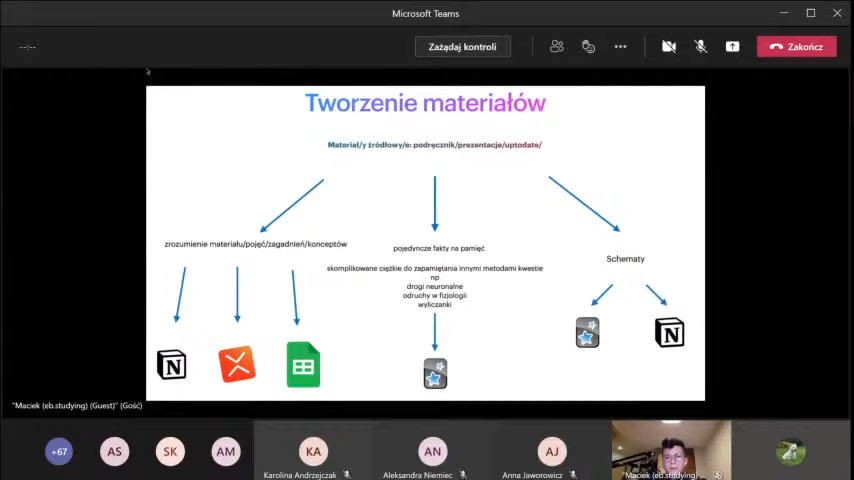 Microsoft Teams
--:--
Zażądaj kontroli
Zakończ
Tworzenie materiałów
Materiał/y źródłowy/e: podręcznik/prezentacje/uptodate/
zrozumienie materiału/pojęć/zagadnień/konceptów
pojedyncze fakty na pamięć
skomplikowane ciężkie do zapamiętania innymi metodami kwestie
np
drogi neuronalne
odruchy w fizjologii
wyliczanki
Schematy
N
N
"Maciek (eb.studying) (Guest)" (Gość)
+67
AS
SK
AM
KA
AN
AJ
Karolina Andrzejczak
Aleksandra Niemiec
Anna Jaworowicz
"Maciek (eb.studying)...